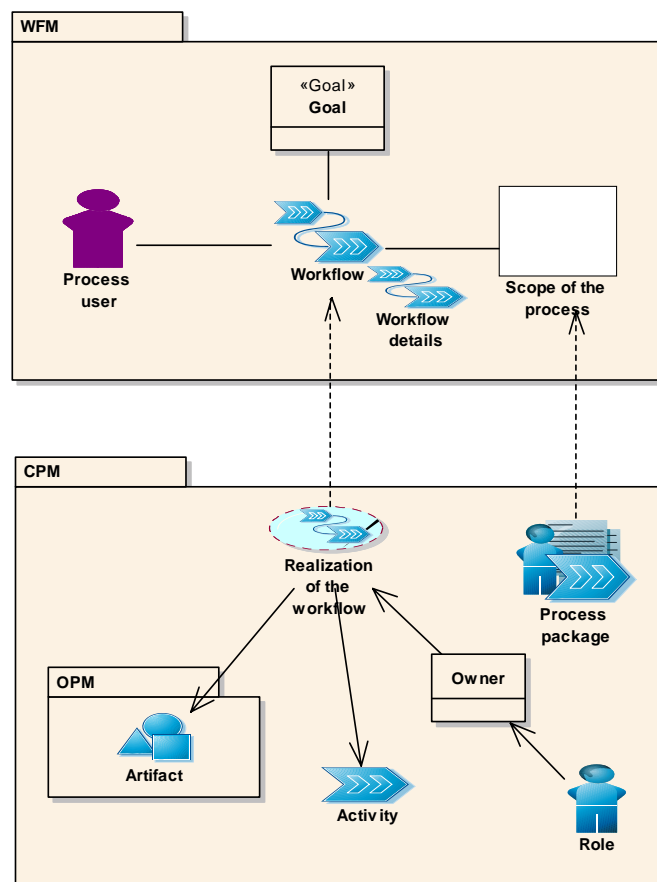 WFM
«Goal»
Goal
Process
user
Workflow
Workflow
details
Scope of the
process
CPM
Realization
of the
workflow
Process
package
OPM
Artifact
Owner
Activity
Role